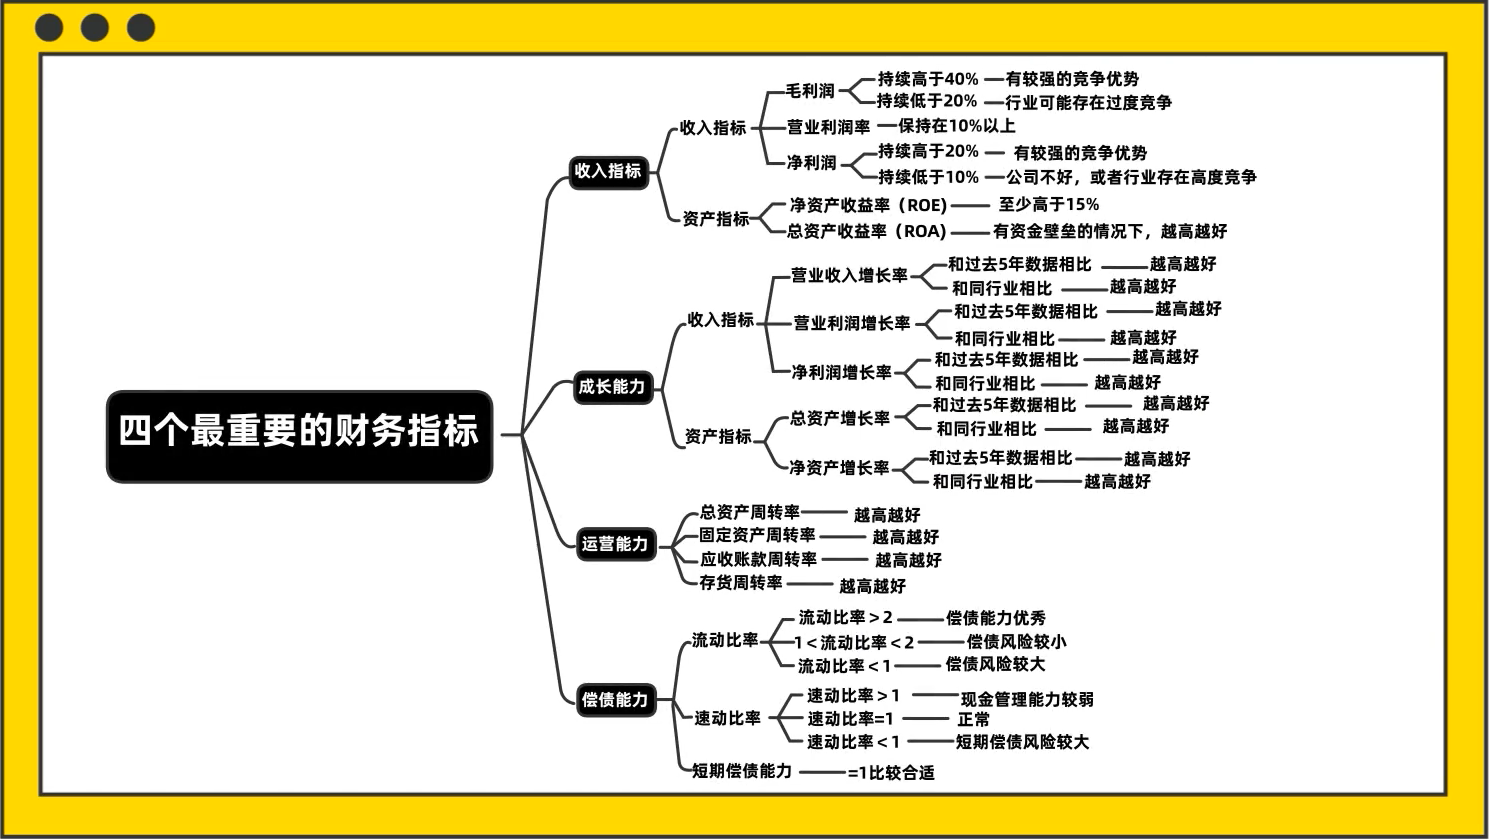 四个最重要的财务指标
收入指标
收入指标
毛利润
持续高于40%
有较强的竞争优势
持续低于20%
行业可能存在过度竞争
营业利润率
保持在10%以上
净利润
持续高于20%
有较强的竞争优势
持续低于10%
公司不好，或者行业存在高度竞争
资产指标
净资产收益率（ROE)
至少高于15%
总资产收益率（ROA)
有资金壁垒的情况下，越高越好
成长能力
收入指标
营业收入增长率
和过去5年数据相比
越高越好
和同行业相比
越高越好
营业利润增长率
和过去5年数据相比
越高越好
和同行业相比
越高越好
净利润增长率
和过去5年数据相比
越高越好
和同行业相比
越高越好
资产指标
总资产增长率
和过去5年数据相比
越高越好
和同行业相比
越高越好
净资产增长率
和过去5年数据相比
越高越好
和同行业相比
越高越好
运营能力
总资产周转率
越高越好
固定资产周转率
越高越好
应收账款周转率
越高越好
存货周转率
越高越好
偿债能力
流动比率
流动比率＞2
偿债能力优秀
1＜流动比率＜2
偿债风险较小
流动比率＜1
偿债风险较大
速动比率
速动比率＞1
现金管理能力较弱
速动比率=1
正常
速动比率＜1
短期偿债风险较大
短期偿债能力
=1比较合适